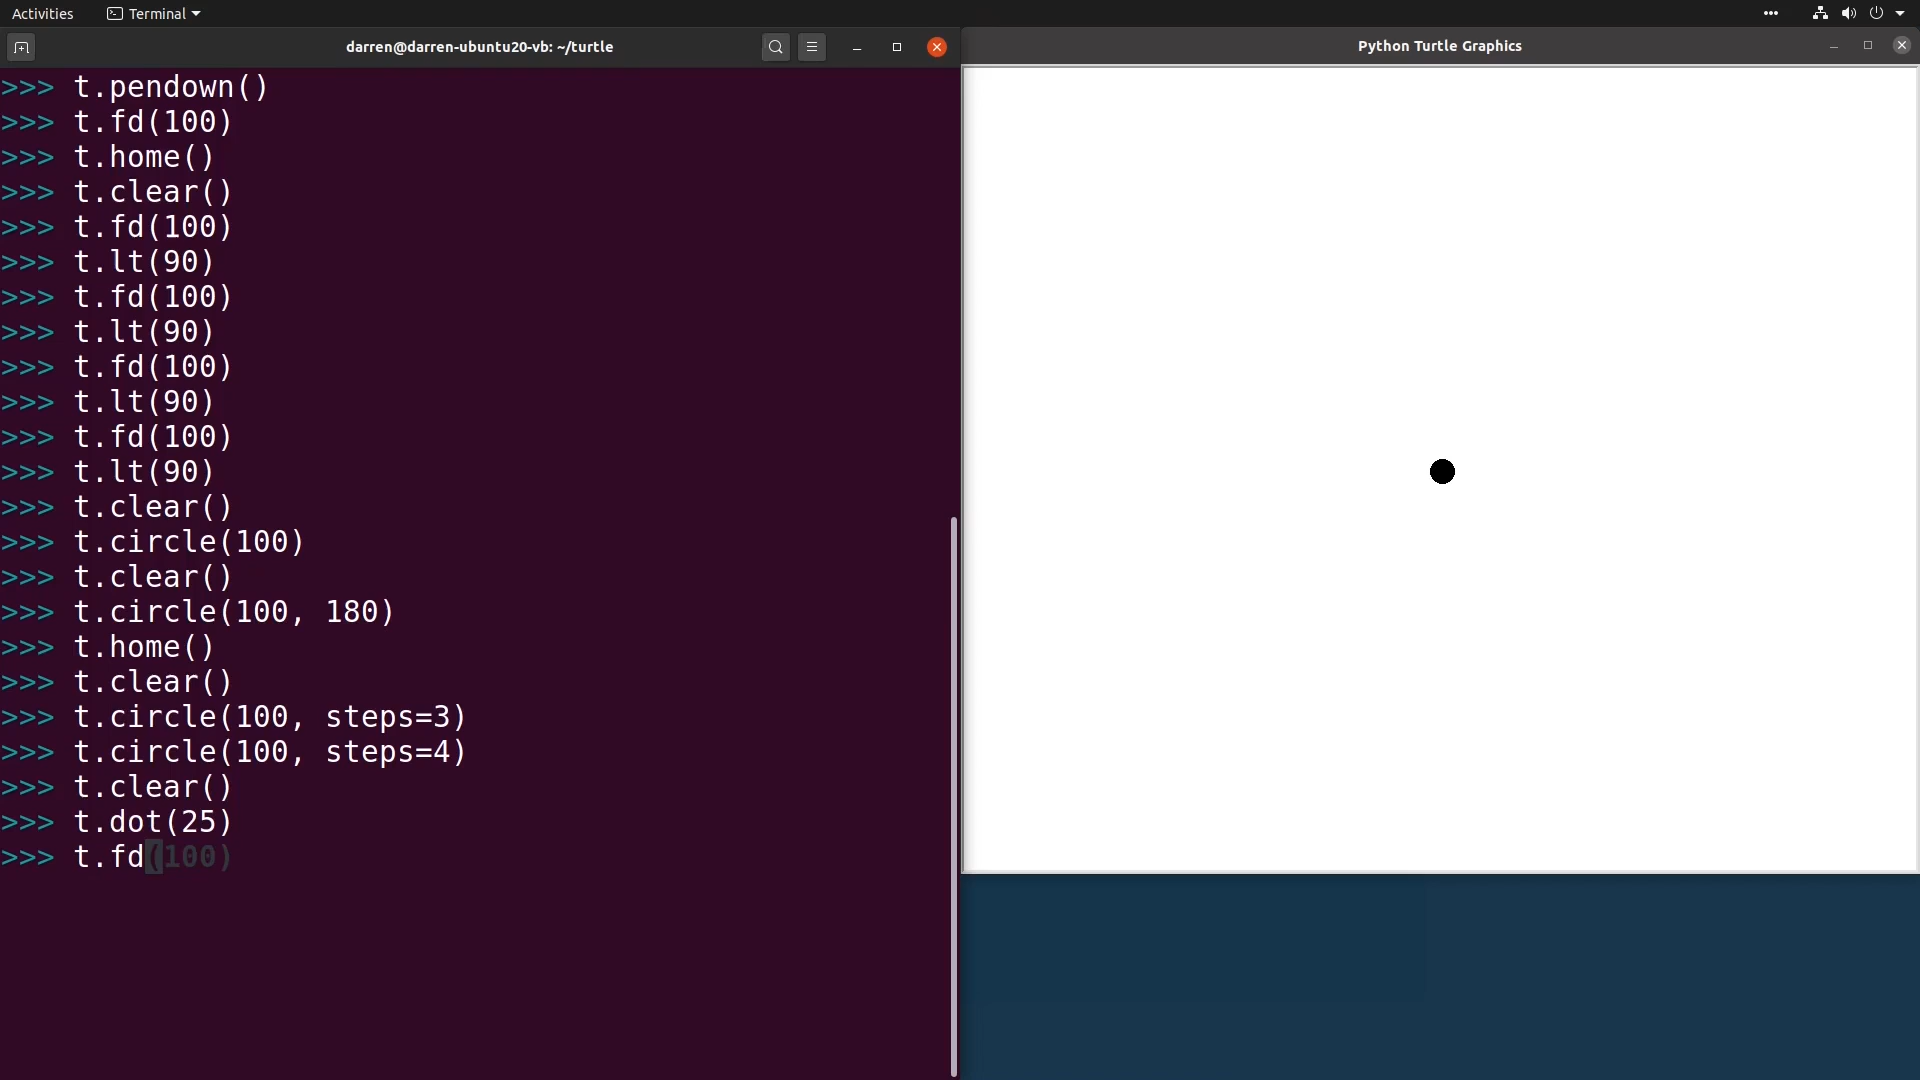 Activities
Terminal
darren@darren-ubuntu20-vb: ~/turtle
Python Turtle Graphics
>>> t.pendown()
>>> t.fd(100)
>>> t.home()
>>> t.clear()
>>> t.fd(100)
>>> t.lt(90)
>>> t.fd(100)
>>> t.lt(90)
>>> t.fd(100)
>>> t.lt(90)
>>> t.fd(100)
>>> t.lt(90)
>>> t.clear()
>>> t.circle(100)
>>> t.clear()
>>> t.circle(100, 180)
>>> t.home()
>>> t.clear()
>>> t.circle(100, steps=3)
>>> t.circle(100, steps=4)
>>> t.clear()
>>> t.dot(25)
>>> t.fd(100)